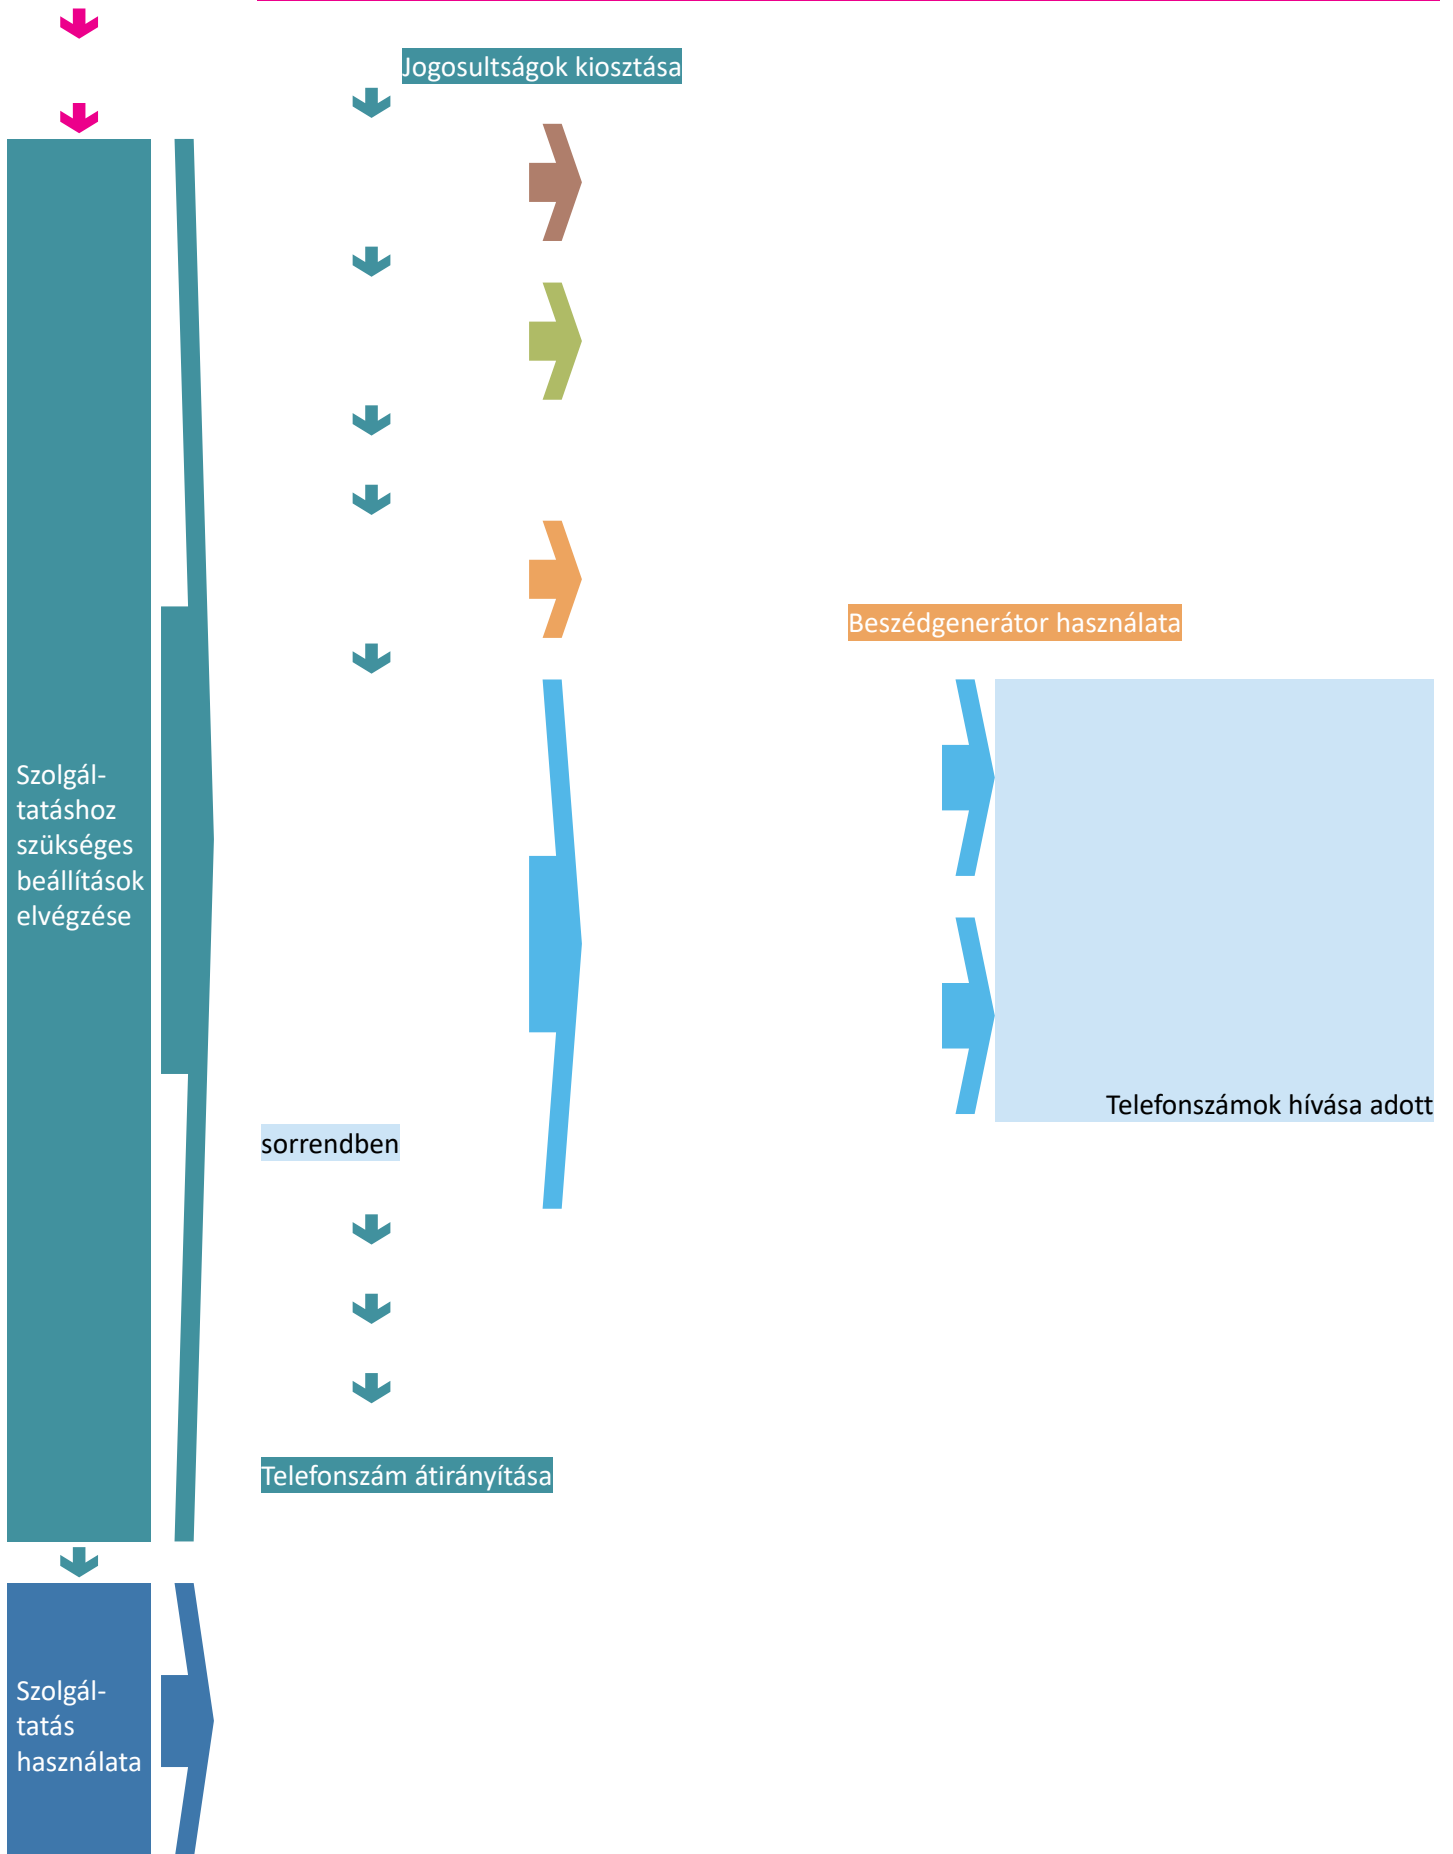 Jogosultságok kiosztása
Beszédgenerátor használata
Szolgál-
tatáshoz
szükséges
beállítások
elvégzése
Telefonszámok hívása adott
sorrendben
Telefonszám átirányítása
Szolgál-
tatás
használata